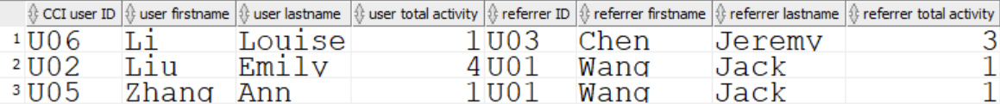 CCI user ID user firstname user lastname user total activity referrer ID referrer firstname referrer lastname referrer total activity
1 U06 Li Louise 1 U03 Chen Jeremy 3
2 U02 Liu Emily 4 U01 Wang Jack 1
3 U05 Zhang Ann 1 U01 Wang Jack 1